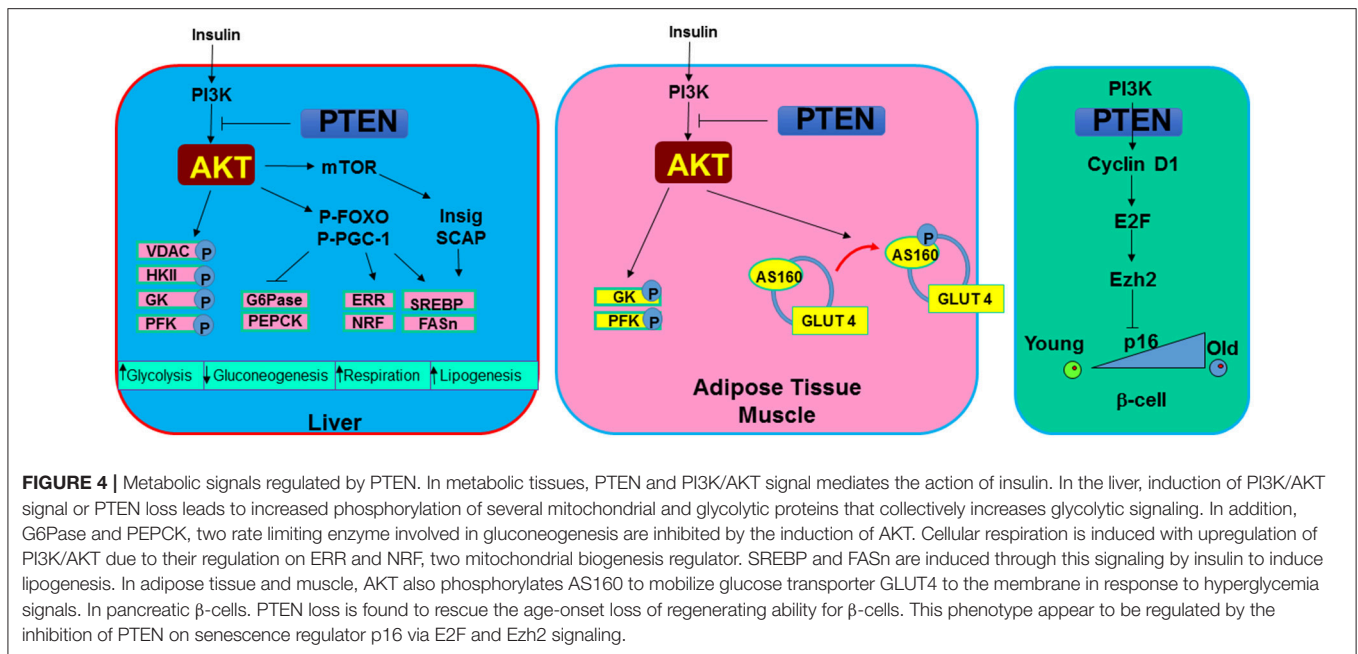 Insulin
PI3K
PTEN
AKT
mTOR
P-FOXO
P-PGC-1
Insig
SCAP
VDAC P
HKII P
GK P
PFK P
G6Pase
PEPCK
ERR
NRF
SREBP
FASn
Glycolysis
Gluconeogenesis
Respiration
Lipogenesis
Liver
Insulin
PI3K
PTEN
AKT
GK P
PFK P
AS160
GLUT 4
P
AS160
GLUT 4
Adipose Tissue
Muscle
PI3K
PTEN
Cyclin D1
E2F
Ezh2
p16
Young
Old
β-cell
FIGURE 4 | Metabolic signals regulated by PTEN. In metabolic tissues, PTEN and PI3K/AKT signal mediates the action of insulin. In the liver, induction of PI3K/AKT
signal or PTEN loss leads to increased phosphorylation of several mitochondrial and glycolytic proteins that collectively increases glycolytic signaling. In addition,
G6Pase and PEPCK, two rate limiting enzyme involved in gluconeogenesis are inhibited by the induction of AKT. Cellular respiration is induced with upregulation of
PI3K/AKT due to their regulation on ERR and NRF, two mitochondrial biogenesis regulator. SREBP and FASn are induced through this signaling by insulin to induce
lipogenesis. In adipose tissue and muscle, AKT also phosphorylates AS160 to mobilize glucose transporter GLUT4 to the membrane in response to hyperglycemia
signals. In pancreatic β-cells. PTEN loss is found to rescue the age-onset loss of regenerating ability for β-cells. This phenotype appear to be regulated by the
inhibition of PTEN on senescence regulator p16 via E2F and Ezh2 signaling.